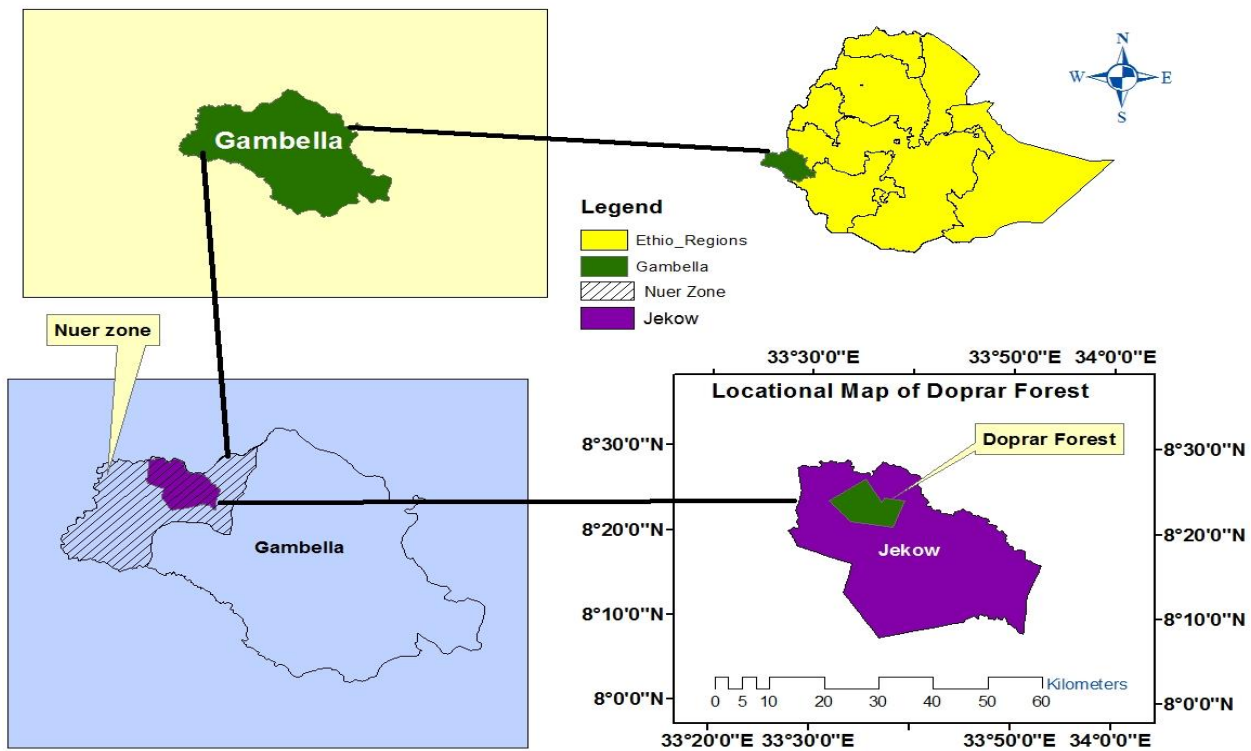 Gambella
N
W E
S
Legend
Ethio_Regions
Gambella
Nuer Zone
Jekow
Nuer zone
Gambella
33°30'0"E 33°50'0"E 34°0'0"E
Locational Map of Doprar Forest
Doprar Forest
8°30'0"N 8°30'0"N
8°20'0"N 8°20'0"N
Jekow
8°10'0"N 8°10'0"N
8°0'0"N 8°0'0"N
Kilometers
0 5 10 20 30 40 50 60
33°20'0"E 33°30'0"E 33°50'0"E 34°0'0"E